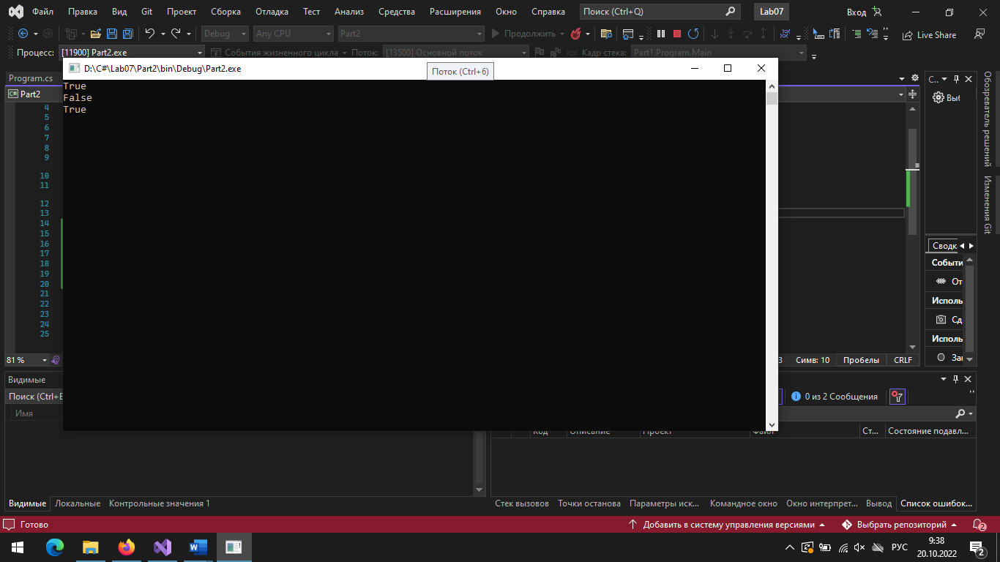 Файл Правка Вид Git Проект Сборка Отладка Тест Анализ Средства Расширения Окно Справка Поиск (Ctrl+Q) Lab07 Вход
Debug Any CPU Part2 Продолжить Live Share
Процесс: [11900] Part2.exe События жизненного цикла Поток: [13500] Основной поток Кадр стека: Part1.Program.Main
D:\C#\Lab07\Part2\bin\Debug\Part2.exe
Поток (Ctrl+6)
Program.cs
C# Part2
True
False
True
4
5
6
7
8
9
10
11
12
13
14
15
16
17
18
19
20
21
22
23
24
25
С...
Выб
Обозреватель решений
Изменения Git
Сводк
Событи
От
Исполь
Сд
Исполь
Заг
81 % Симв: 10 Пробелы CRLF
Видимые
Поиск (Ctrl+E
Имя
0 из 2 Сообщения
Код Описание Проект Файл Ст... Состояние подавл...
Видимые Локальные Контрольные значения 1
Стек вызовов Точки останова Параметры иск... Командное окно Окно интерпрет... Вывод Список ошибок...
Готово Добавить в систему управления версиями Выбрать репозиторий 2
РУС 9:38
20.10.2022 2